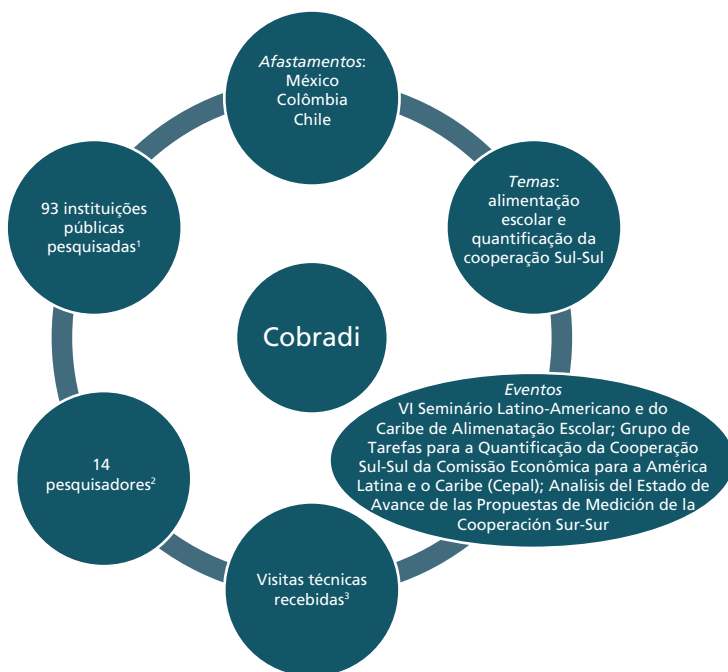 Afastamentos:
México
Colômbia
Chile
Temas:
alimentação
escolar e
quantificação da
cooperação Sul-Sul
Eventos
VI Seminário Latino-Americano e do
Caribe de Alimenatação Escolar; Grupo de
Tarefas para a Quantificação da Cooperação
Sul-Sul da Comissão Econômica para a América
Latina e o Caribe (Cepal); Analisis del Estado de
Avance de las Propuestas de Medición de la
Cooperación Sur-Sur
Visitas técnicas
recebidas³
14
pesquisadores²
93 instituições
públicas
pesquisadas¹
Cobradi